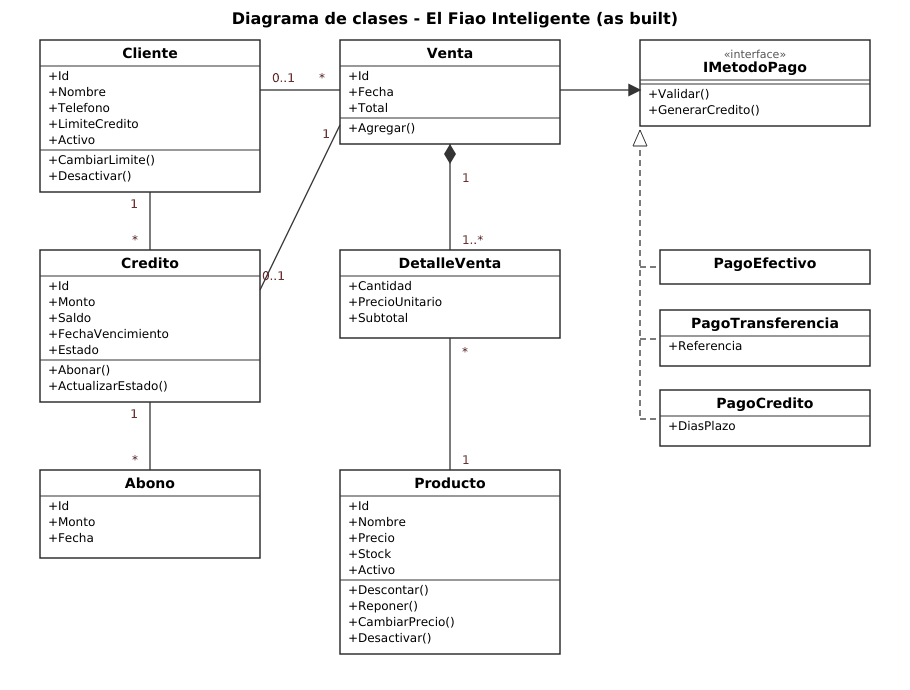 Diagrama de clases - El Fiao Inteligente (as built)
Cliente
+Id
+Nombre
+Telefono
+LimiteCredito
+Activo
+CambiarLimite()
+Desactivar()
0..1
*
Venta
+Id
+Fecha
+Total
+Agregar()
«interface»
IMetodoPago
+Validar()
+GenerarCredito()
1
*
1
0..1
1
1..*
Credito
+Id
+Monto
+Saldo
+FechaVencimiento
+Estado
+Abonar()
+ActualizarEstado()
DetalleVenta
+Cantidad
+PrecioUnitario
+Subtotal
PagoEfectivo
PagoTransferencia
+Referencia
PagoCredito
+DiasPlazo
1
*
*
1
Abono
+Id
+Monto
+Fecha
Producto
+Id
+Nombre
+Precio
+Stock
+Activo
+Descontar()
+Reponer()
+CambiarPrecio()
+Desactivar()